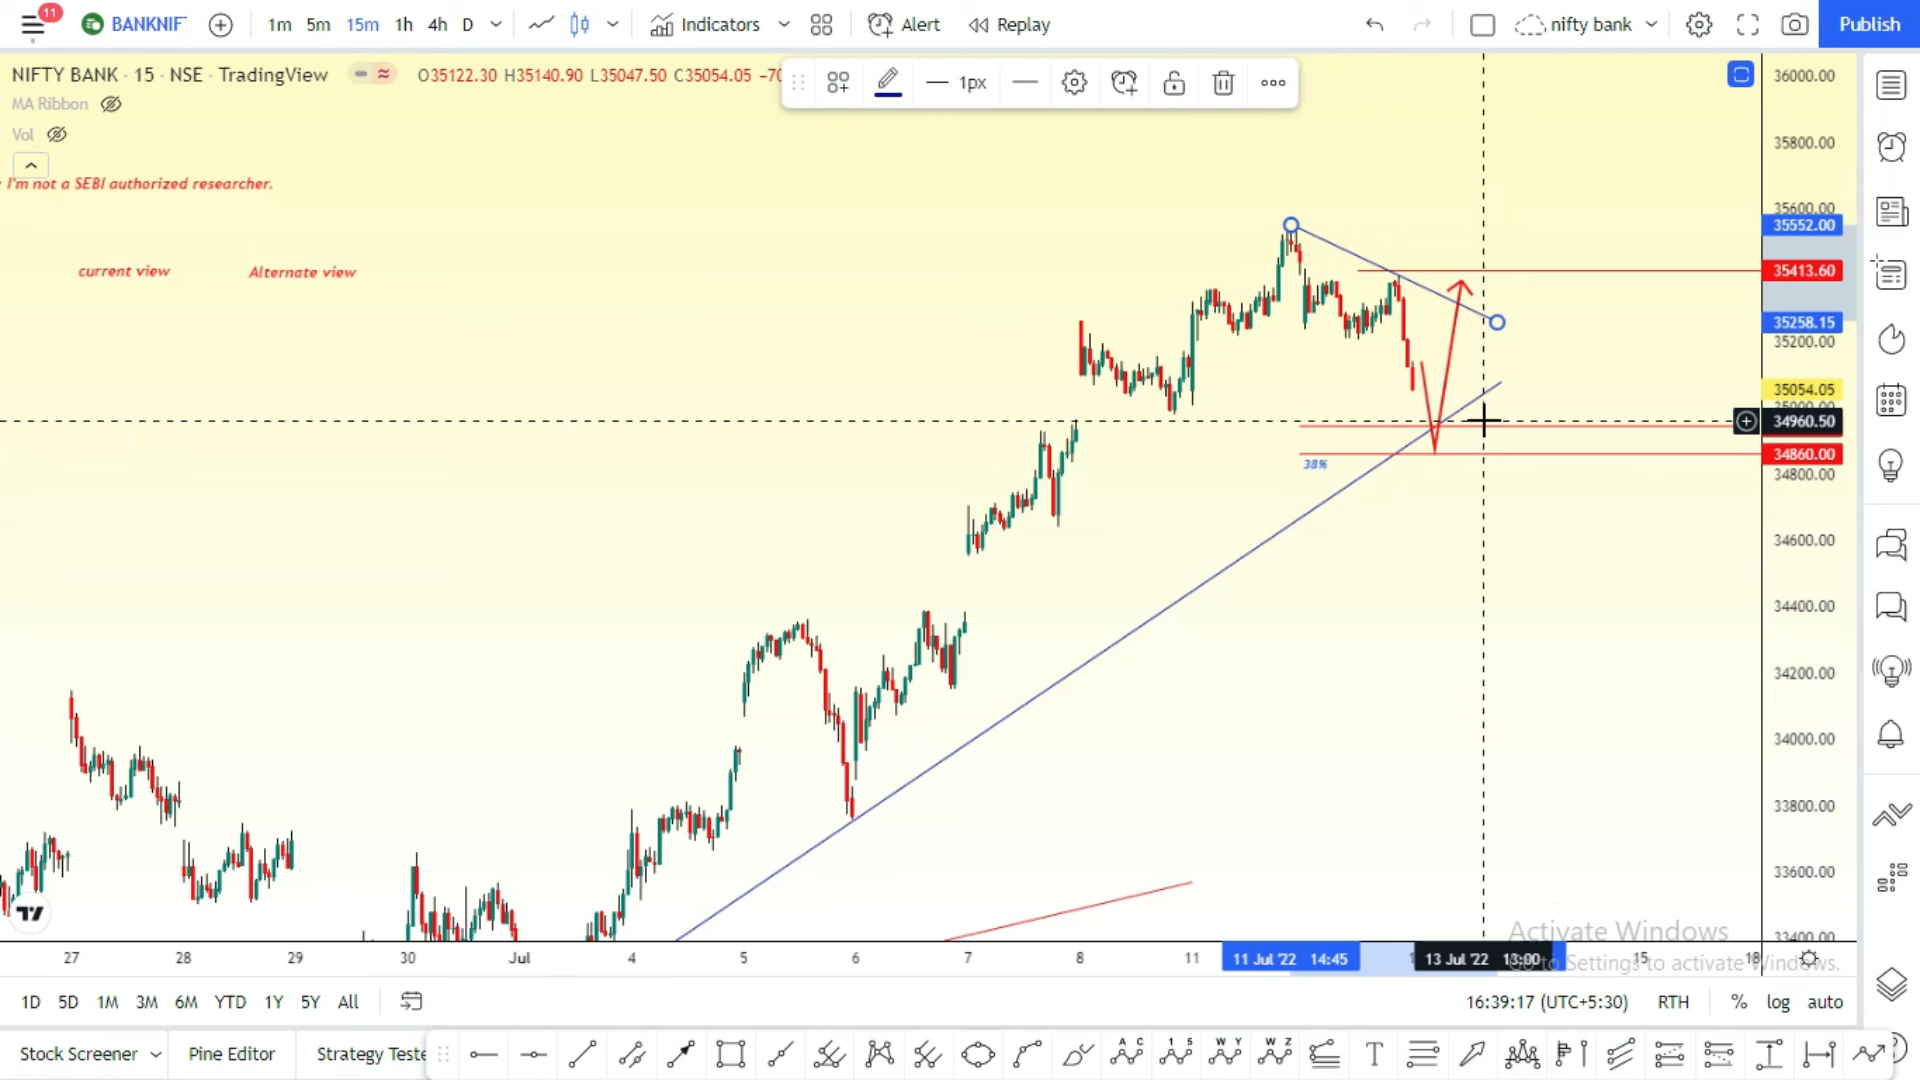 11
BANKNIF
1m 5m 15m 1h 4h D
Indicators
Alert
Replay
nifty bank
Publish
NIFTY BANK · 15 · NSE · TradingView
O35122.30 H35140.90 L35047.50 C35054.05
1px
MA Ribbon
Vol
I'm not a SEBI authorized researcher.
current view
Alternate view
38%
36000.00
35800.00
35600.00
35552.00
35413.60
35258.15
35200.00
35054.05
35000.00
34960.50
34860.00
34800.00
34600.00
34400.00
34200.00
34000.00
33800.00
33600.00
33400.00
Activate Windows
Go to Settings to activate Windows.
27 28 29 30 Jul 4 5 6 7 8 11 11 Jul '22 14:45 13 Jul '22 13:00 15 18
1D 5D 1M 3M 6M YTD 1Y 5Y All
16:39:17 (UTC+5:30) RTH % log auto
Stock Screener
Pine Editor
Strategy Teste